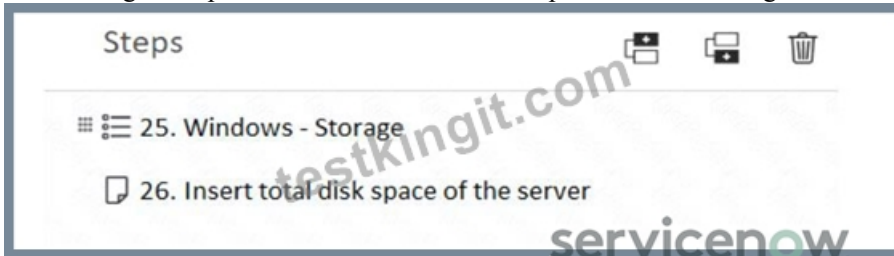 Steps
25. Windows - Storage
26. Insert total disk space of the server
testkingit.com
servicenow